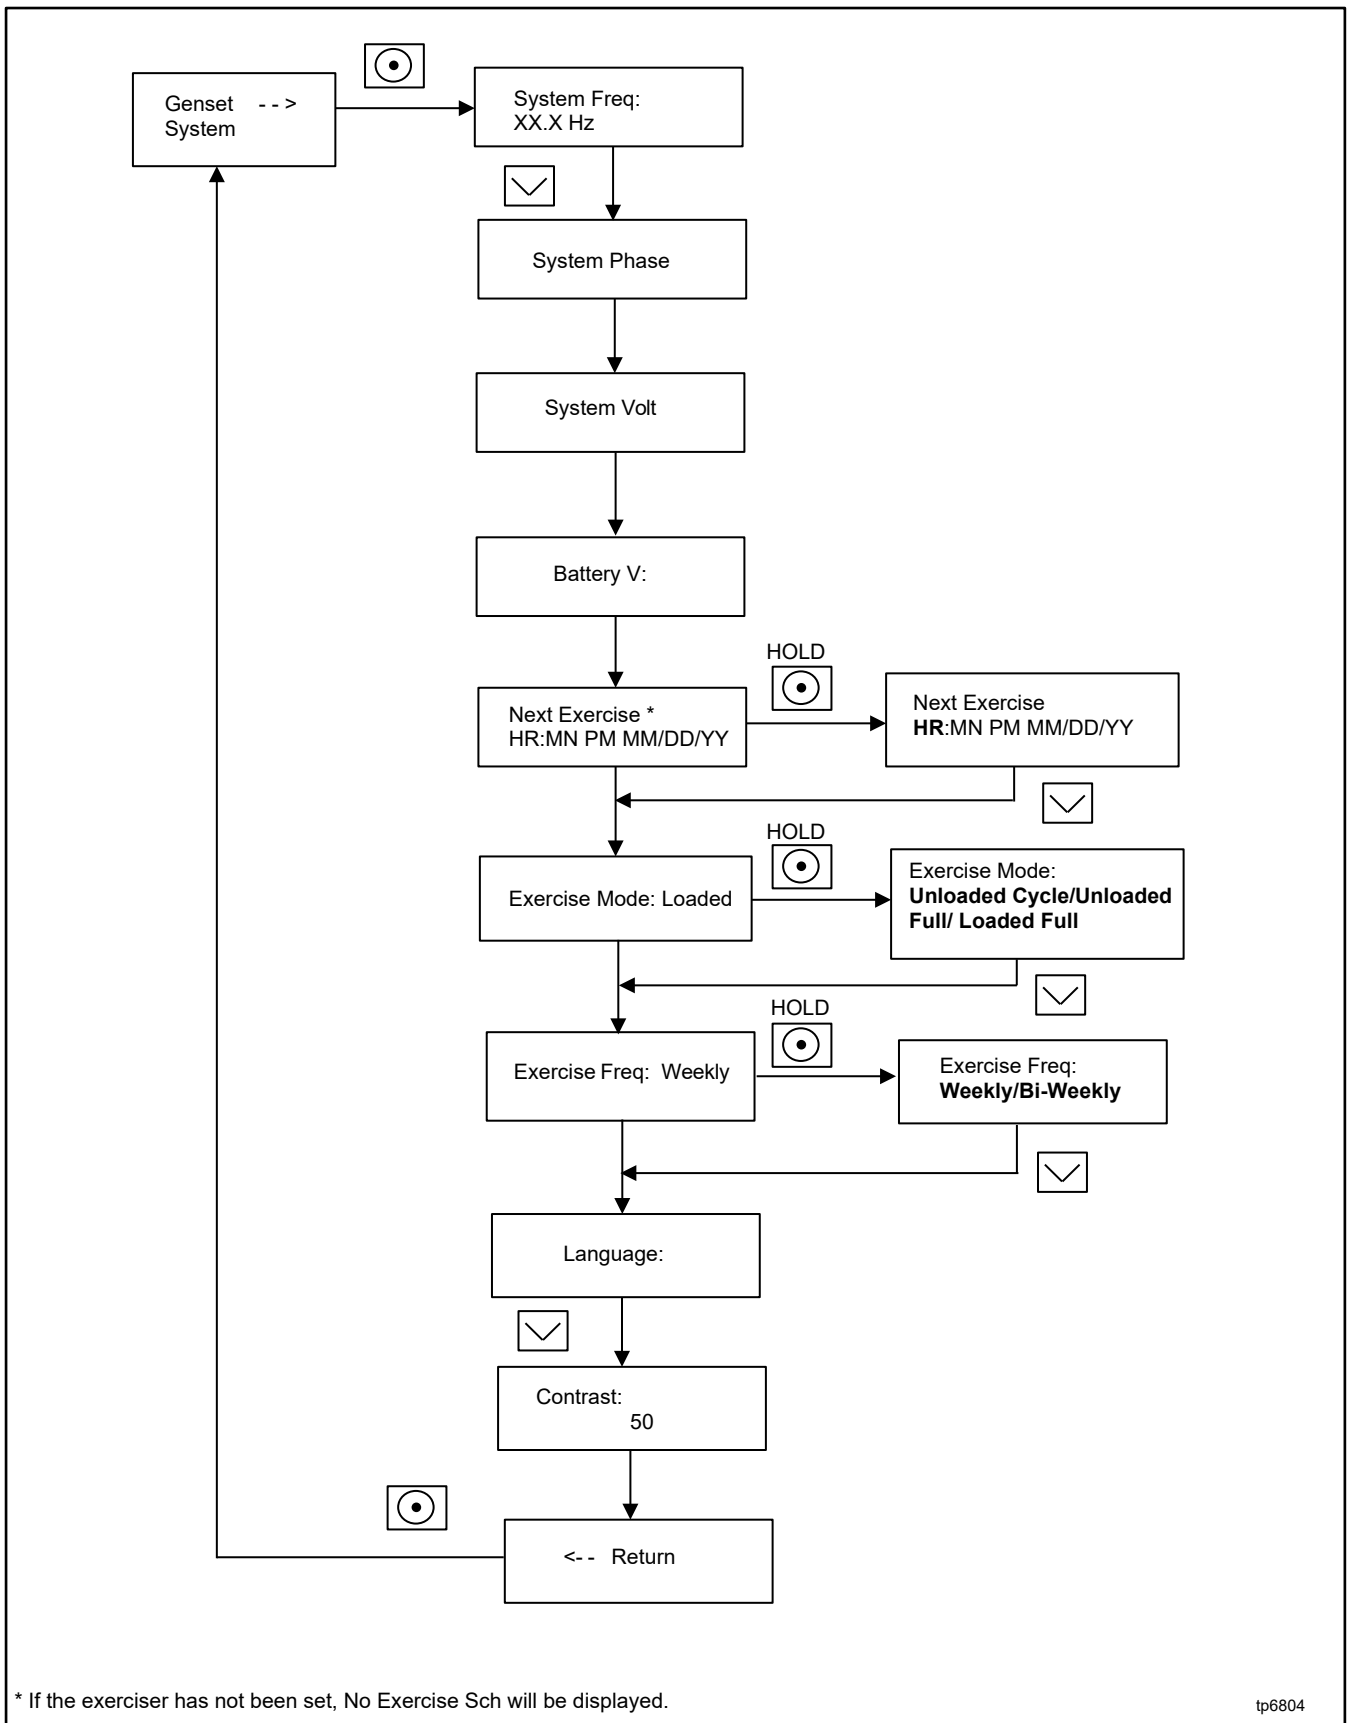 Genset - - >
System
System Freq:
XX.X Hz
System Phase
System Volt
Battery V:
HOLD
Next Exercise *
HR:MN PM MM/DD/YY
Next Exercise
HR:MN PM MM/DD/YY
HOLD
Exercise Mode: Loaded
Exercise Mode:
Unloaded Cycle/Unloaded
Full/ Loaded Full
HOLD
Exercise Freq: Weekly
Exercise Freq:
Weekly/Bi-Weekly
Language:
Contrast:
50
<- - Return
* If the exerciser has not been set, No Exercise Sch will be displayed.
tp6804